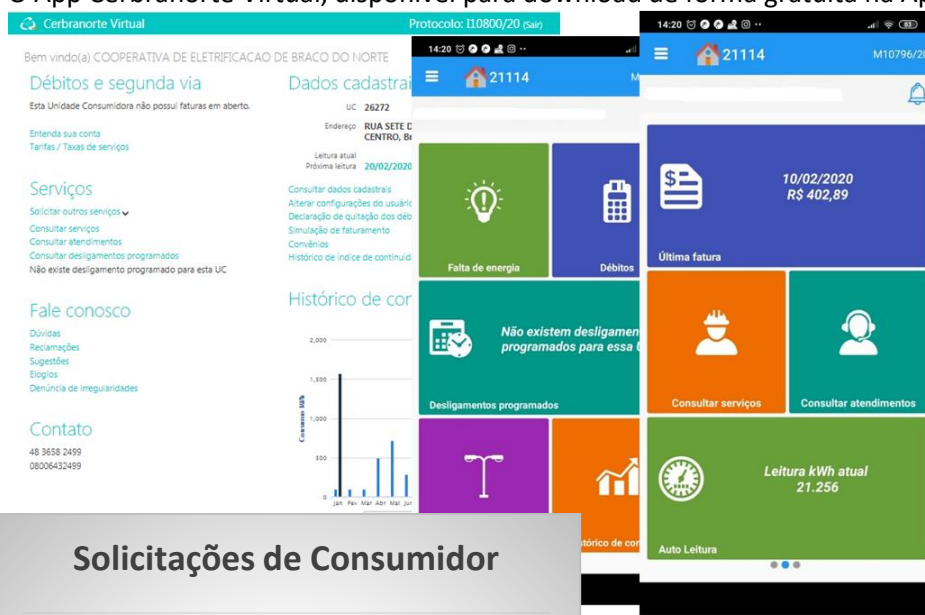 O App Cerbranorte Virtual, disponível para download de forma gratuita na Ap
Cerbranorte Virtual
Protocolo: I10800/20 (Sair)
Bem vindo(a) COOPERATIVA DE ELETRIFICACAO DE BRACO DO NORTE
Débitos e segunda via
Esta Unidade Consumidora não possui faturas em aberto.
Entenda sua conta
Tarifas / Taxas de serviços
Serviços
Solicitar outros serviços
Consultar serviços
Consultar atendimentos
Consultar desligamentos programados
Não existe desligamento programado para esta UC
Fale conosco
Dúvidas
Reclamações
Sugestões
Elogios
Denúncia de irregularidades
Contato
48 3658 2499
08006432499
Dados cadastrai
UC 26272
Endereço RUA SETE D
CENTRO, Br
Leitura atual
Próxima leitura 20/02/2020
Consultar dados cadastrais
Alterar configurações do usuário
Declaração de quitação dos déb
Simulação de faturamento
Convênios
Histórico de índice de continuid
Histórico de cor
Consumo kWh
2,000
1,500
1,000
500
0
Jan Fev Mar Abr Mai Jun
14:20
21114
M
Falta de energia
Débitos
Não existem desligamen
programados para essa U
Desligamentos programados
stórico de con
14:20
83
21114
M10796/20
10/02/2020
R$ 402,89
Última fatura
Consultar serviços
Consultar atendimentos
Leitura kWh atual
21.256
Auto Leitura
Solicitações de Consumidor